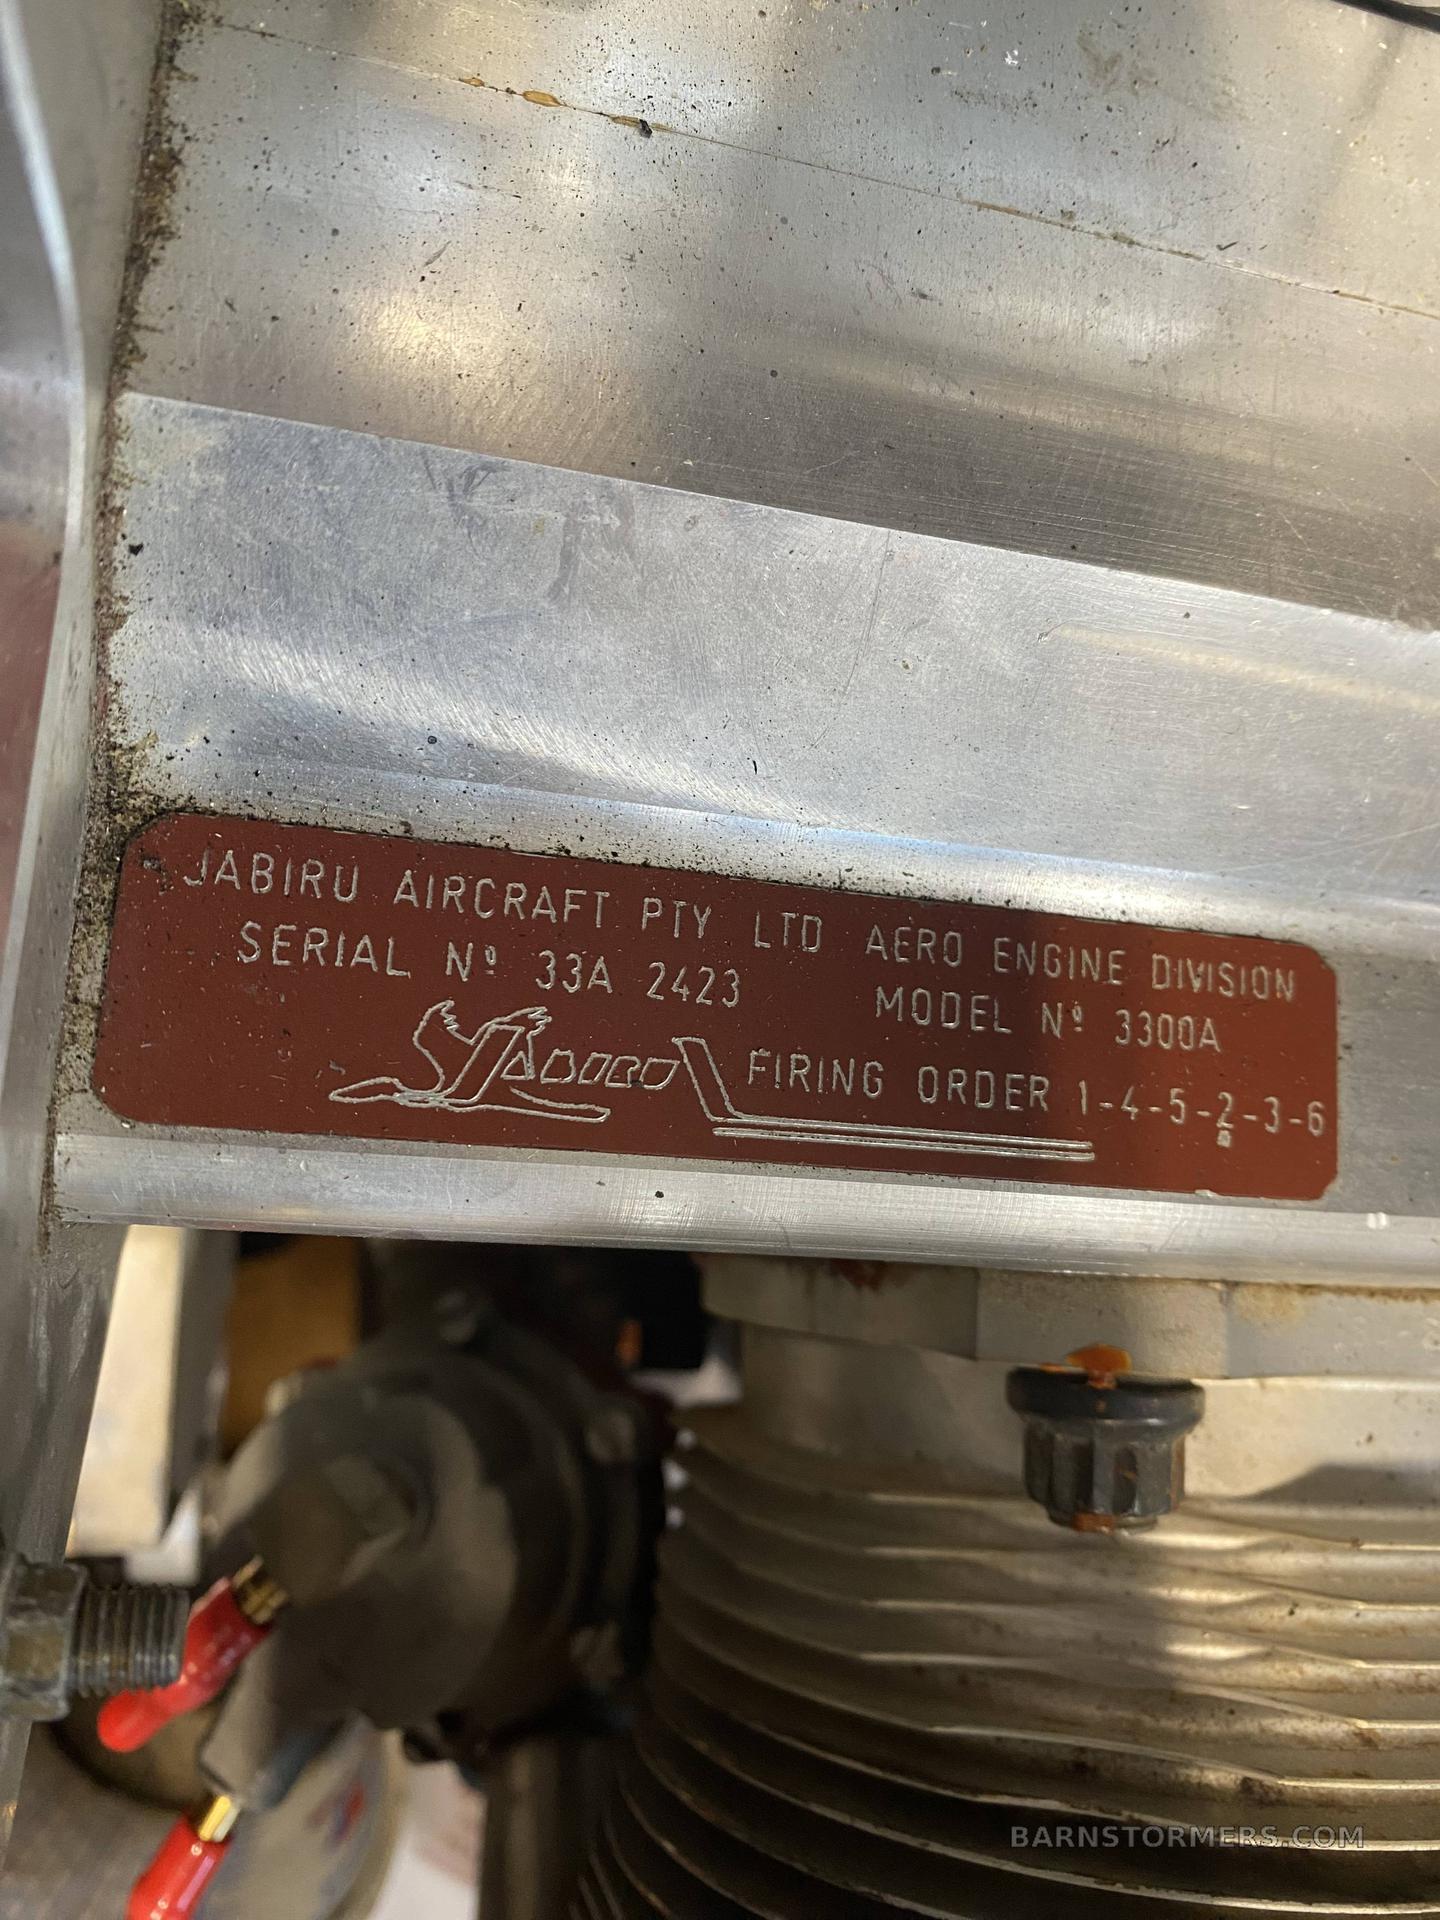 JABIRU AIRCRAFT PTY LTD AERO ENGINE DIVISION
SERIAL Nº 33A 2423 MODEL Nº 3300A
JABIRU FIRING ORDER 1-4-5-2-3-6
BARNSTORMERS.COM